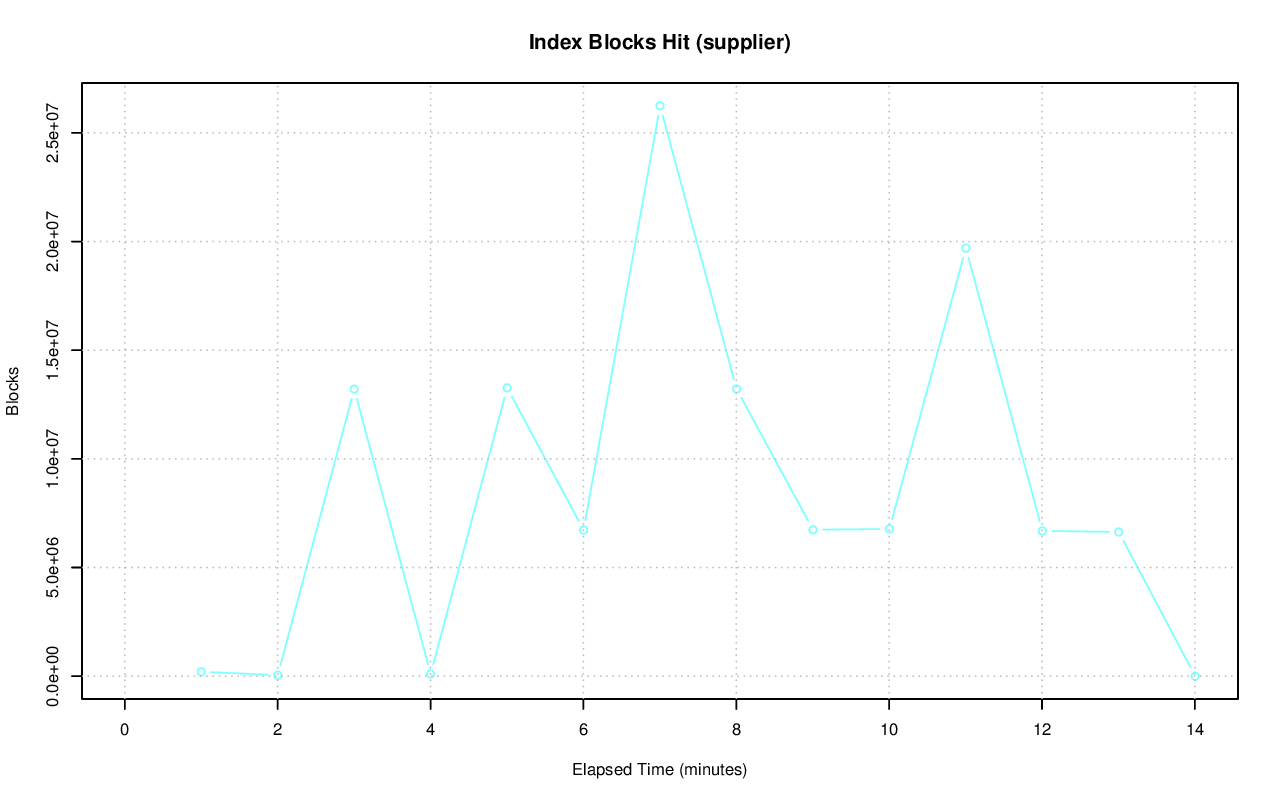 Index Blocks Hit (supplier)
2.5e+07
2.0e+07
1.5e+07
1.0e+07
5.0e+06
0.0e+00
Blocks
0 2 4 6 8 10 12 14
Elapsed Time (minutes)